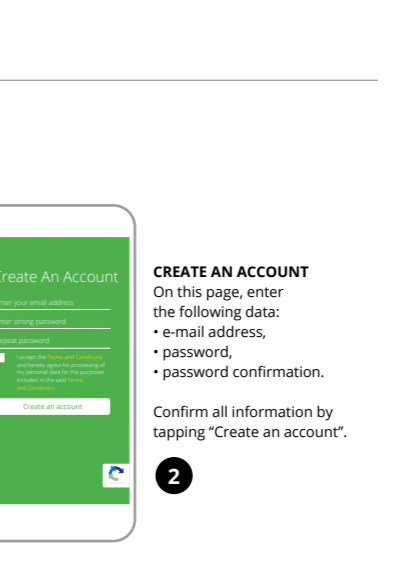 Create An Account
enter your email address
enter strong password
repeat password
I accept the Terms and Conditions
and hereby agree for processing of
my personal data for the purposes
included in the said Terms
and Conditions.
Create an account
CREATE AN ACCOUNT
On this page, enter
the following data:
• e-mail address,
• password,
• password confirmation.
Confirm all information by
tapping “Create an account”.
2